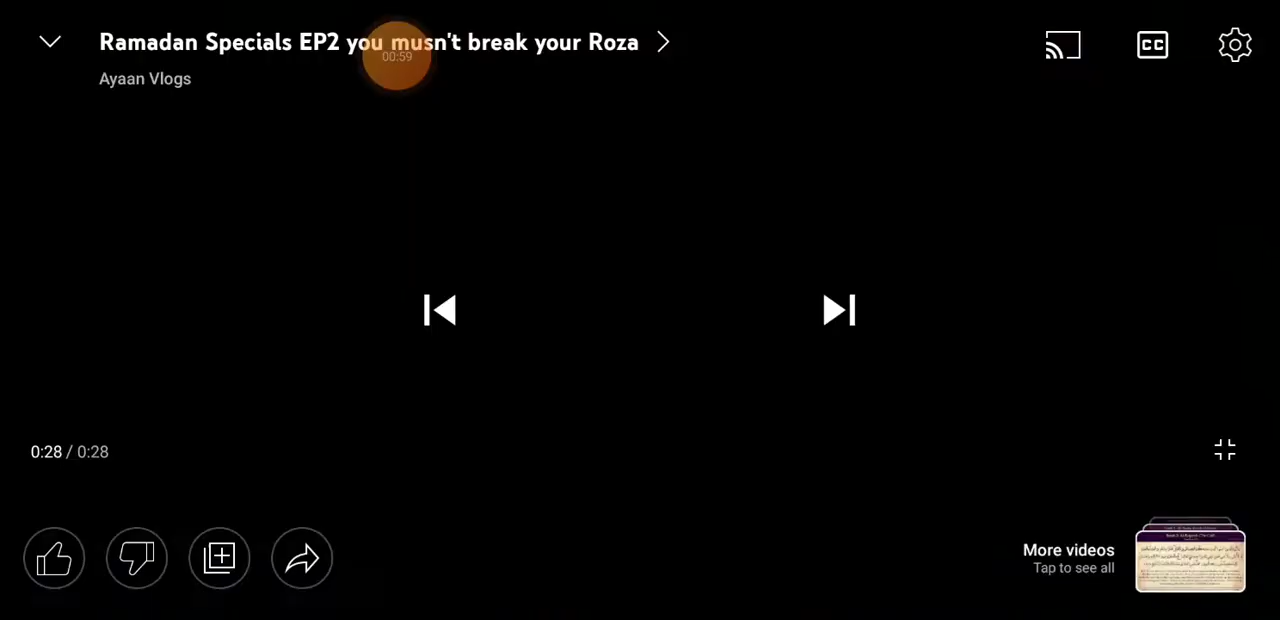 Ramadan Specials EP2 you musn't break your Roza
00:59
Ayaan Vlogs
CC
0:28 / 0:28
More videos
Tap to see all